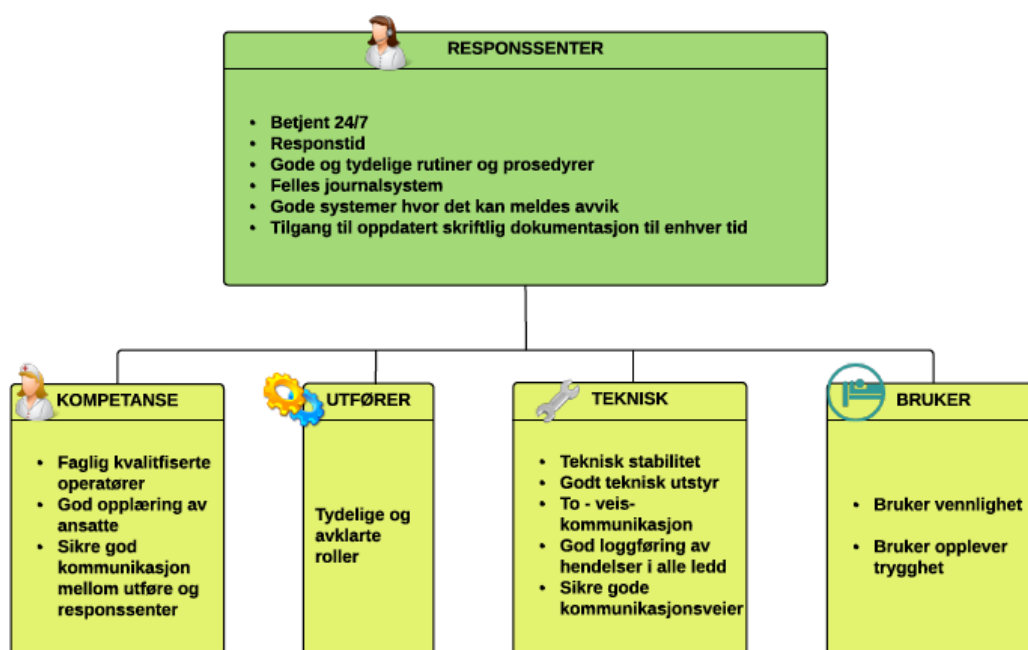 RESPONSSENTER
• Betjent 24/7
• Responstid
• Gode og tydelige rutiner og prosedyrer
• Felles journalsystem
• Gode systemer hvor det kan meldes avvik
• Tilgang til oppdatert skriftlig dokumentasjon til enhver tid
KOMPETANSE
• Faglig kvalitfiserte
operatører
• God opplæring av
ansatte
• Sikre god
kommunikasjon
mellom utføre og
responssenter
UTFØRER
Tydelige og
avklarte
roller
TEKNISK
• Teknisk stabilitet
• Godt teknisk utstyr
• To - veis-
kommunikasjon
• God loggføring av
hendelser i alle ledd
• Sikre gode
kommunikasjonsveier
BRUKER
• Bruker vennlighet
• Bruker opplever
trygghet